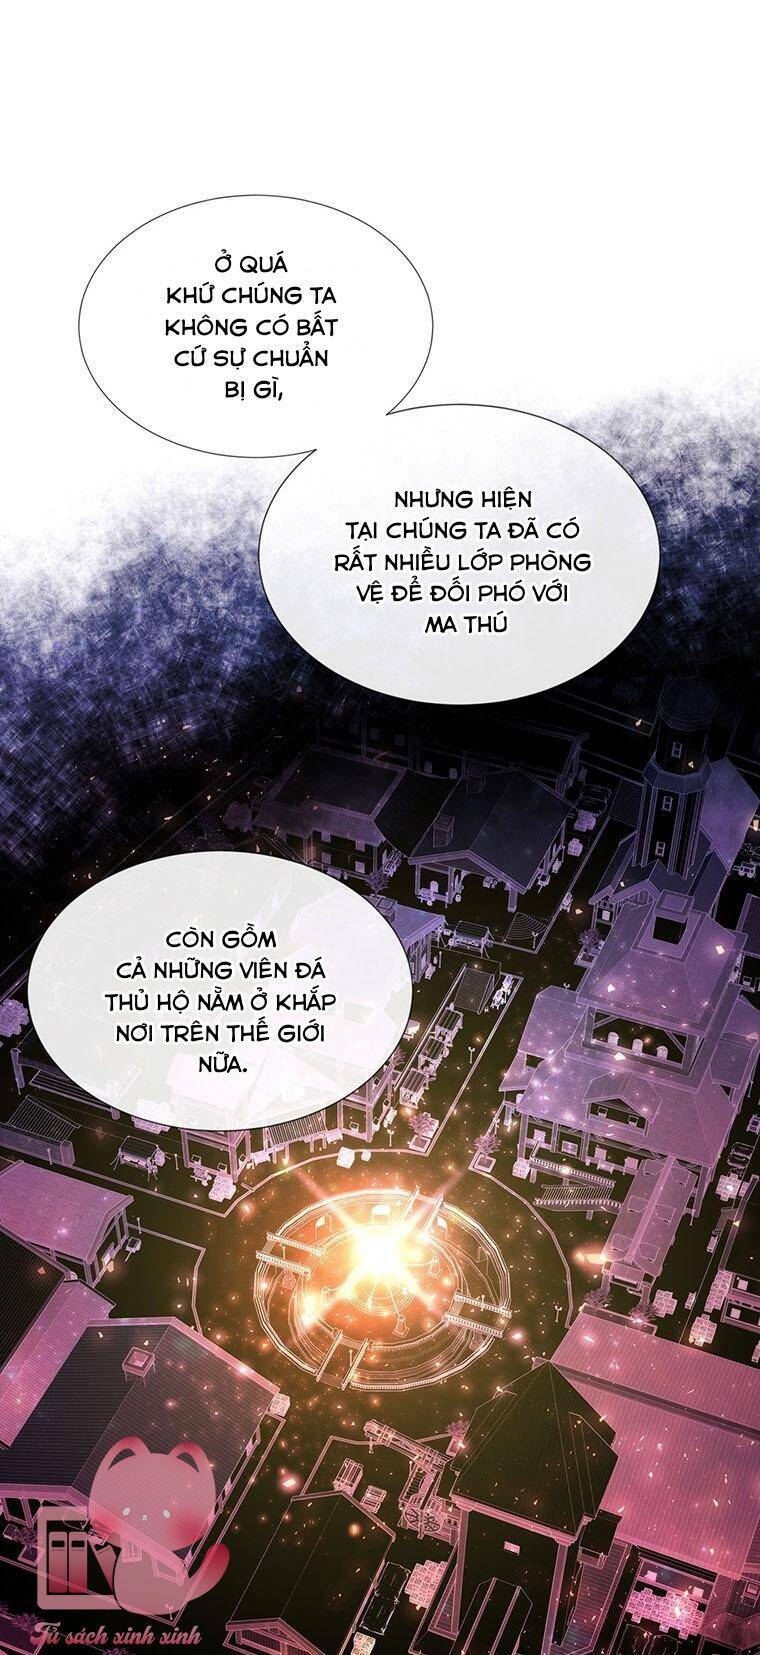 Ở QUÁ
KHỨ CHÚNG TA
KHÔNG CÓ BẤT
CỨ SỰ CHUẨN
BỊ GÌ,
NHƯNG HIỆN
TẠI CHÚNG TA ĐÃ CÓ
RẤT NHIỀU LỚP PHÒNG
VỆ ĐỂ ĐỐI PHÓ VỚI
MA THÚ
CÒN GỒM
CẢ NHỮNG VIÊN ĐÁ
THỦ HỘ NẰM Ở KHẮP
NƠI TRÊN THẾ GIỚI
NỮA.
Tủ sách xinh xinh